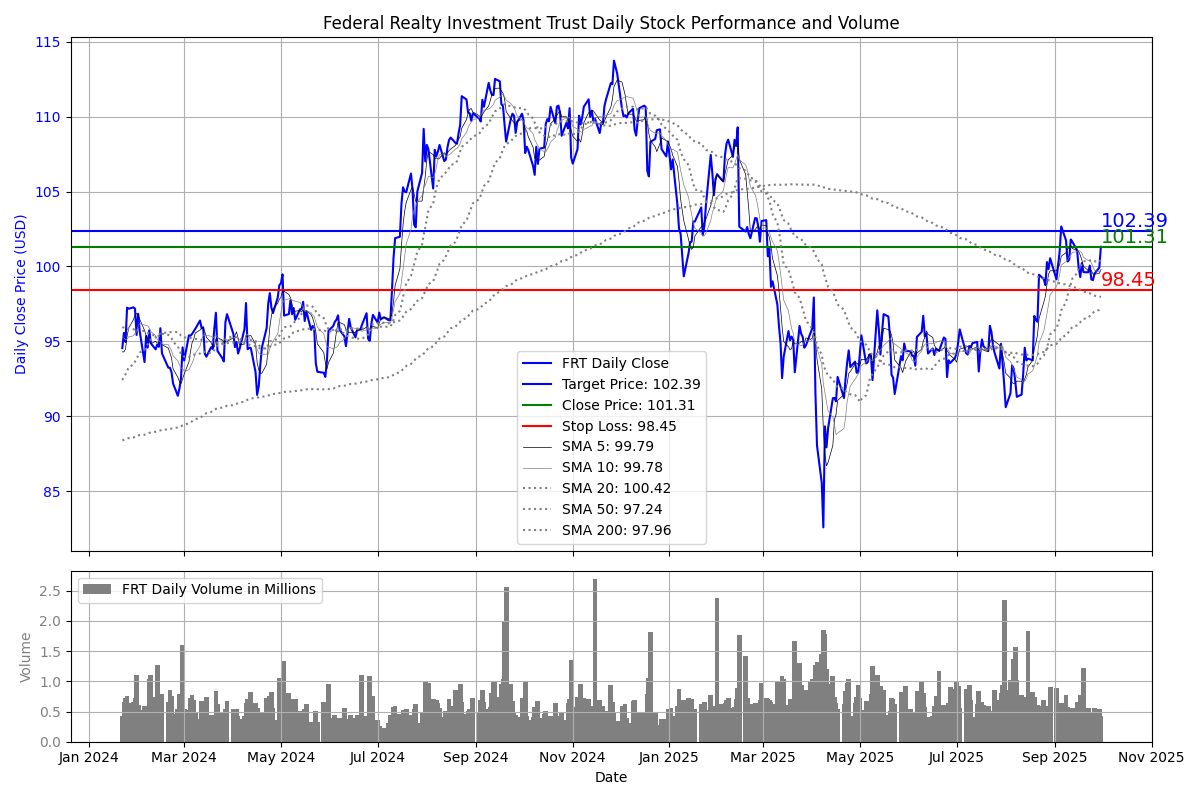 Federal Realty Investment Trust Daily Stock Performance and Volume
Daily Close Price (USD)
115
110
105
100
95
90
85
102.39
101.31
98.45
FRT Daily Close
Target Price: 102.39
Close Price: 101.31
Stop Loss: 98.45
SMA 5: 99.79
SMA 10: 99.78
SMA 20: 100.42
SMA 50: 97.24
SMA 200: 97.96
Volume
2.5
2.0
1.5
1.0
0.5
0.0
FRT Daily Volume in Millions
Jan 2024 Mar 2024 May 2024 Jul 2024 Sep 2024 Nov 2024 Jan 2025 Mar 2025 May 2025 Jul 2025 Sep 2025 Nov 2025
Date